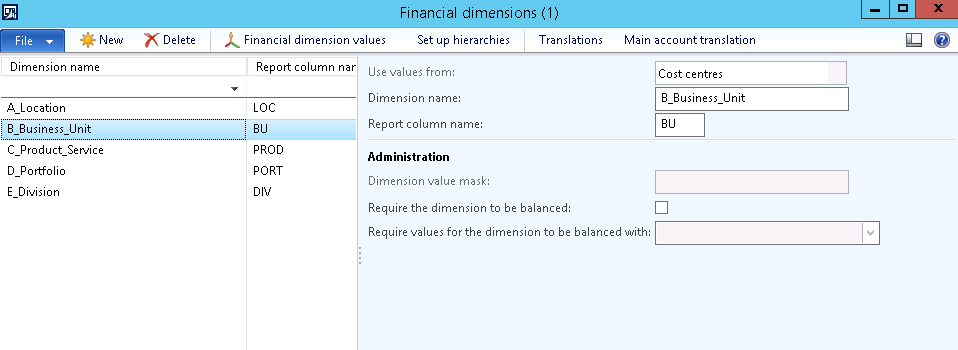 Financial dimensions (1)
File New Delete Financial dimension values Set up hierarchies Translations Main account translation
Dimension name Report column nar
A_Location LOC
B_Business_Unit BU
C_Product_Service PROD
D_Portfolio PORT
E_Division DIV
Use values from: Cost centres
Dimension name: B_Business_Unit
Report column name: BU
Administration
Dimension value mask:
Require the dimension to be balanced:
Require values for the dimension to be balanced with: